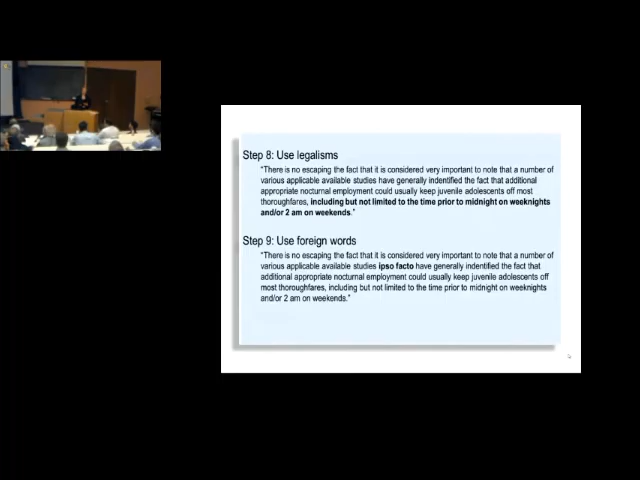 Step 8: Use legalisms
"There is no escaping the fact that it is considered very important to note that a number of
various applicable available studies have generally indentified the fact that additional
appropriate nocturnal employment could usually keep juvenile adolescents off most
thoroughfares, including but not limited to the time prior to midnight on weeknights
and/or 2 am on weekends."
Step 9: Use foreign words
"There is no escaping the fact that it is considered very important to note that a number of
various applicable available studies ipso facto have generally indentified the fact that
additional appropriate nocturnal employment could usually keep juvenile adolescents off
most thoroughfares, including but not limited to the time prior to midnight on weeknights
and/or 2 am on weekends."